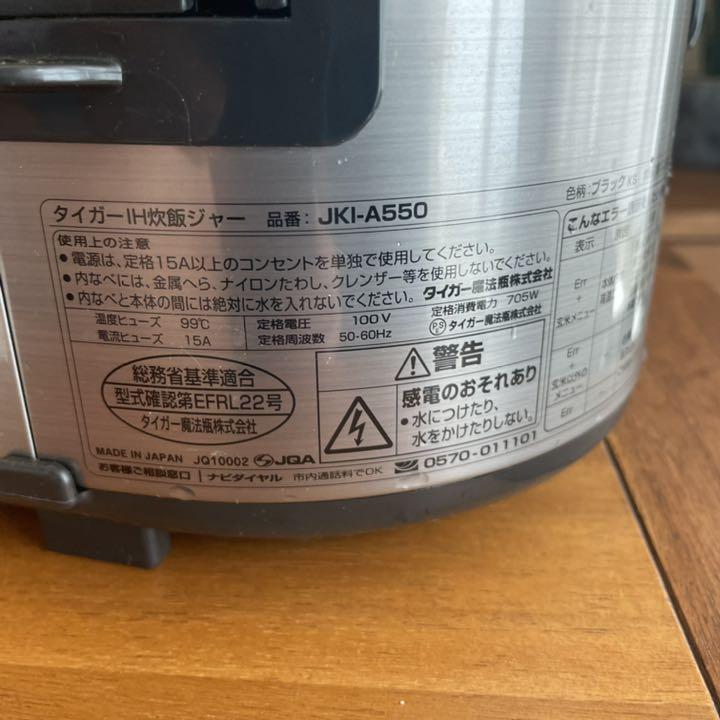 色柄：ブラック KS
タイガーIH炊飯ジャー 品番： JKI-A550
使用上の注意
• 電源は、定格15A以上のコンセントを単独で使用してください。
• 内なべには、金属へら、ナイロンたわし、クレンザー等を使用しないでください。
• 内なべと本体の間には絶対に水を入れないでください。 タイガー魔法瓶株式会社
温度ヒューズ 99℃ 定格電圧 100V 定格消費電力 705W
電流ヒューズ 15A 定格周波数 50-60Hz PSE タイガー魔法瓶株式会社
総務省基準適合
型式確認第EFRL22号
タイガー魔法瓶株式会社
警告
感電のおそれあり
• 水につけたり、
水をかけたりしない。
MADE IN JAPAN JQ10002 JQA
お客様ご相談窓口 ナビダイヤル 市内通話料でOK 0570-011101
こんなエラー
表示
Err
+
玄米メニュー
Err
+
玄米以外の
メニュー
Err